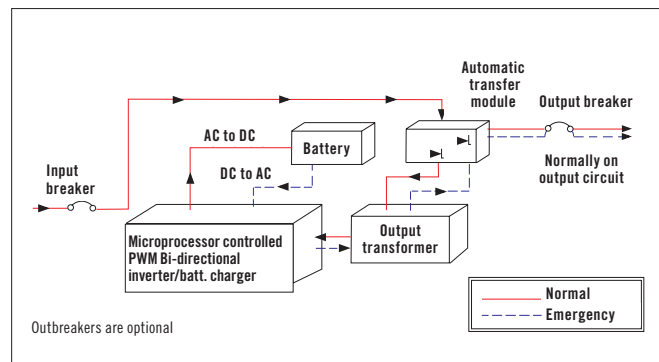 Automatic
transfer
module
Output breaker
AC to DC
Battery
DC to AC
Normally on
output circuit
Input
breaker
Microprocessor controlled
PWM Bi-directional
inverter/batt. charger
Output
transformer
Normal
Emergency
Outbreakers are optional